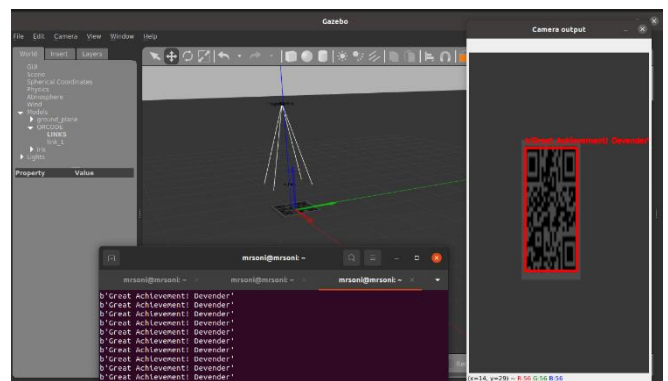 Gazebo
File Edit Camera View Window Help
World Insert Layers
GUI
Scene
Spherical Coordinates
Physics
Atmosphere
Wind
Models
ground_plane
QRCODE
LINKS
link_1
iris
Lights
Property Value
Camera output
b'Great Achievement! Devender'
(x=14, y=29) ~ R:56 G:56 B:56
mrsoni@mrsoni: ~
mrsoni@mrsoni: ~ mrsoni@mrsoni: ~ mrsoni@mrsoni: ~
b'Great Achievement! Devender'
b'Great Achievement! Devender'
b'Great Achievement! Devender'
b'Great Achievement! Devender'
b'Great Achievement! Devender'
b'Great Achievement! Devender'
b'Great Achievement! Devender'
b'Great Achievement! Devender'
b'Great Achievement! Devender'